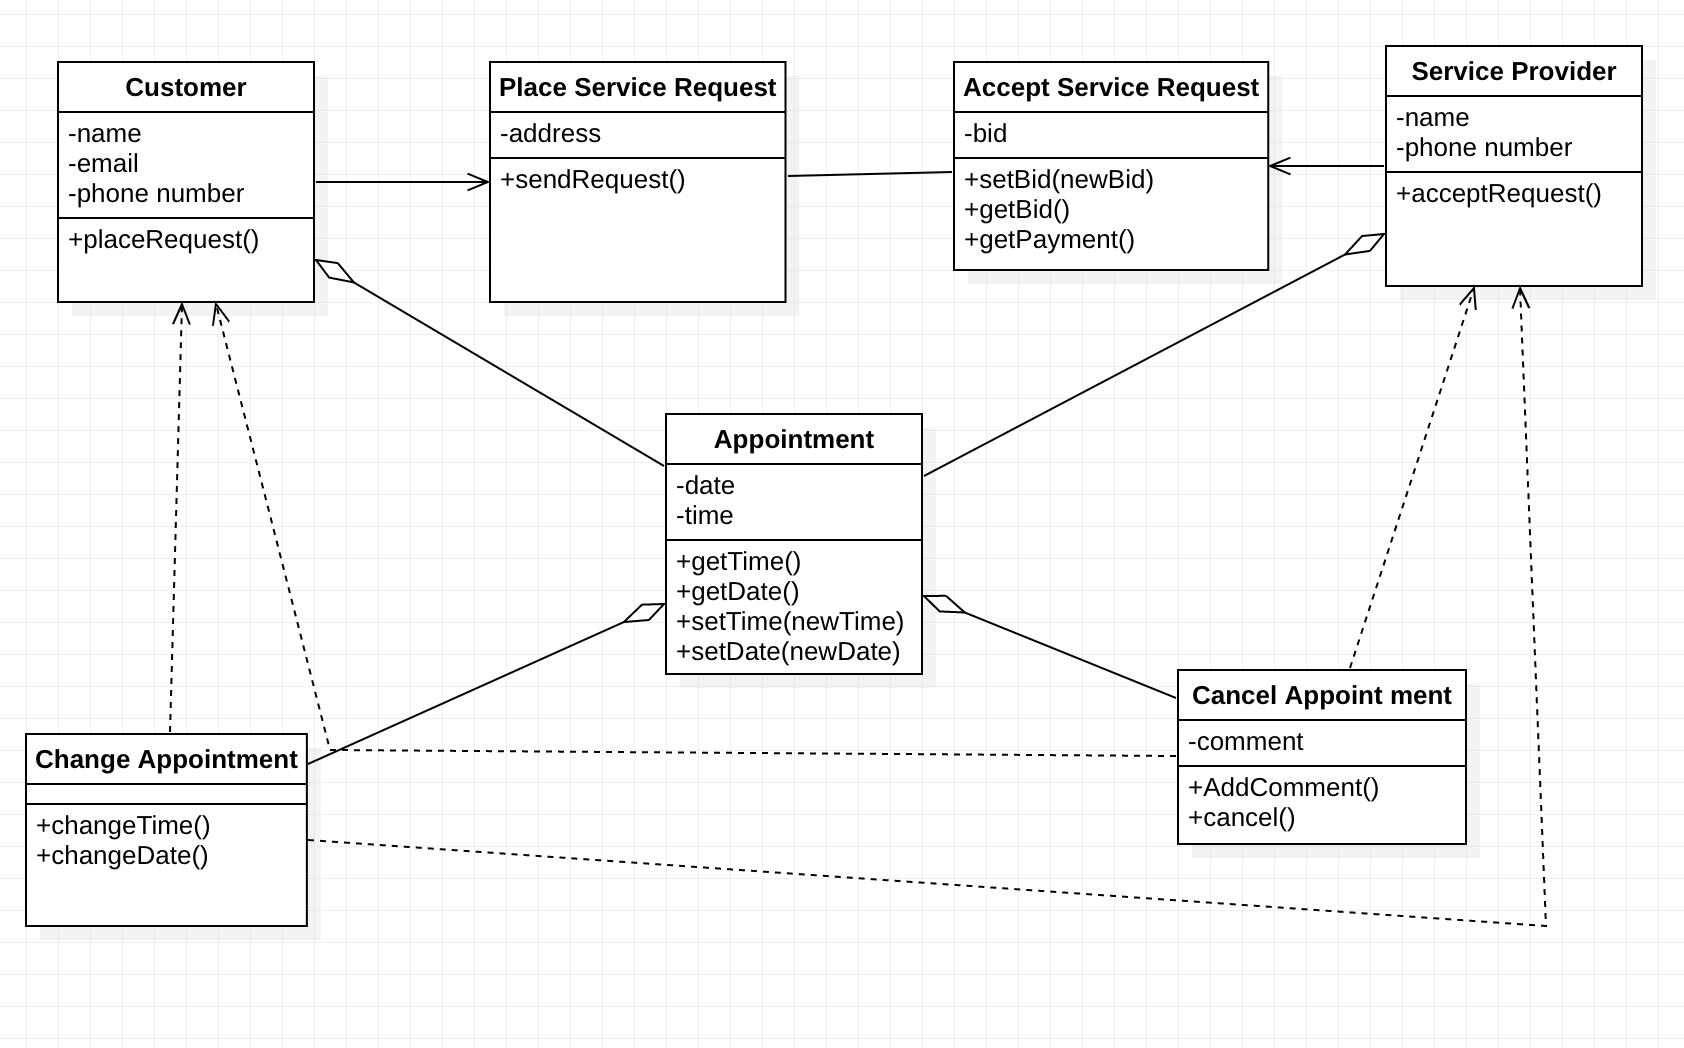 Customer
-name
-email
-phone number
+placeRequest()
Place Service Request
-address
+sendRequest()
Accept Service Request
-bid
+setBid(newBid)
+getBid()
+getPayment()
Service Provider
-name
-phone number
+acceptRequest()
Appointment
-date
-time
+getTime()
+getDate()
+setTime(newTime)
+setDate(newDate)
Change Appointment
+changeTime()
+changeDate()
Cancel Appoint ment
-comment
+AddComment()
+cancel()